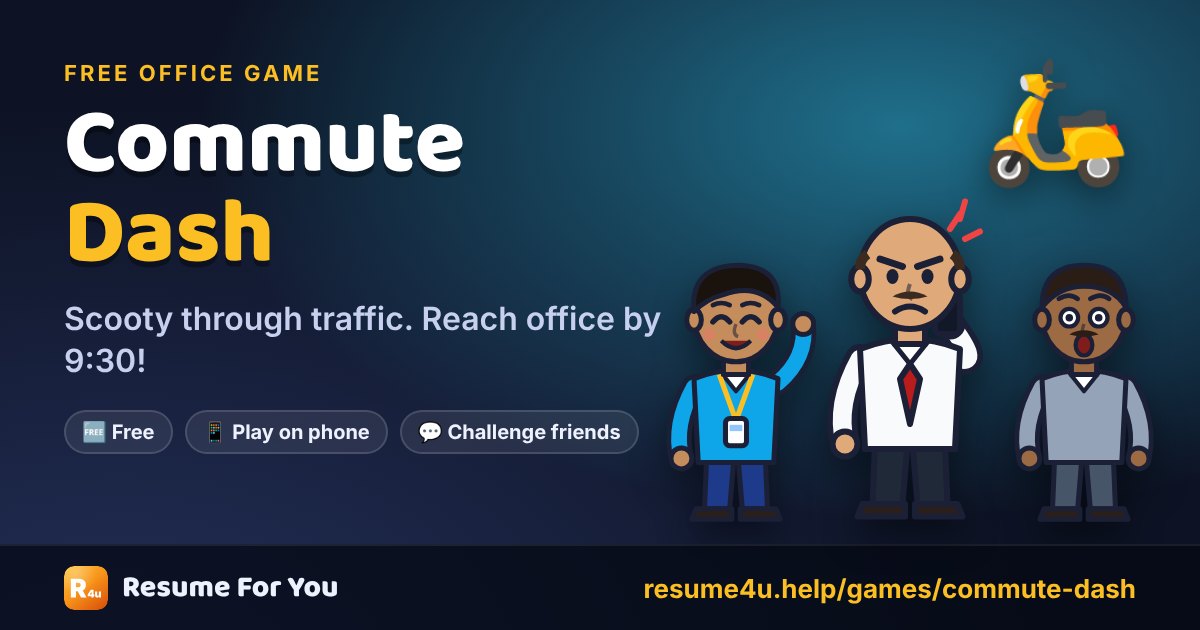 FREE OFFICE GAME
Commute
Dash
Scooty through traffic. Reach office by
9:30!
🆓 Free
📱 Play on phone
💬 Challenge friends
R4u
Resume For You
resume4u.help/games/commute-dash